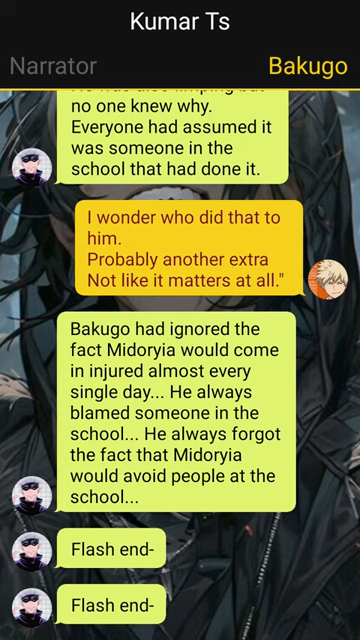 Kumar Ts
Narrator
Bakugo
He was also limping but
no one knew why.
Everyone had assumed it
was someone in the
school that had done it.
I wonder who did that to
him.
Probably another extra
Not like it matters at all."
Bakugo had ignored the
fact Midoryia would come
in injured almost every
single day... He always
blamed someone in the
school... He always forgot
the fact that Midoryia
would avoid people at the
school...
Flash end-
Flash end-